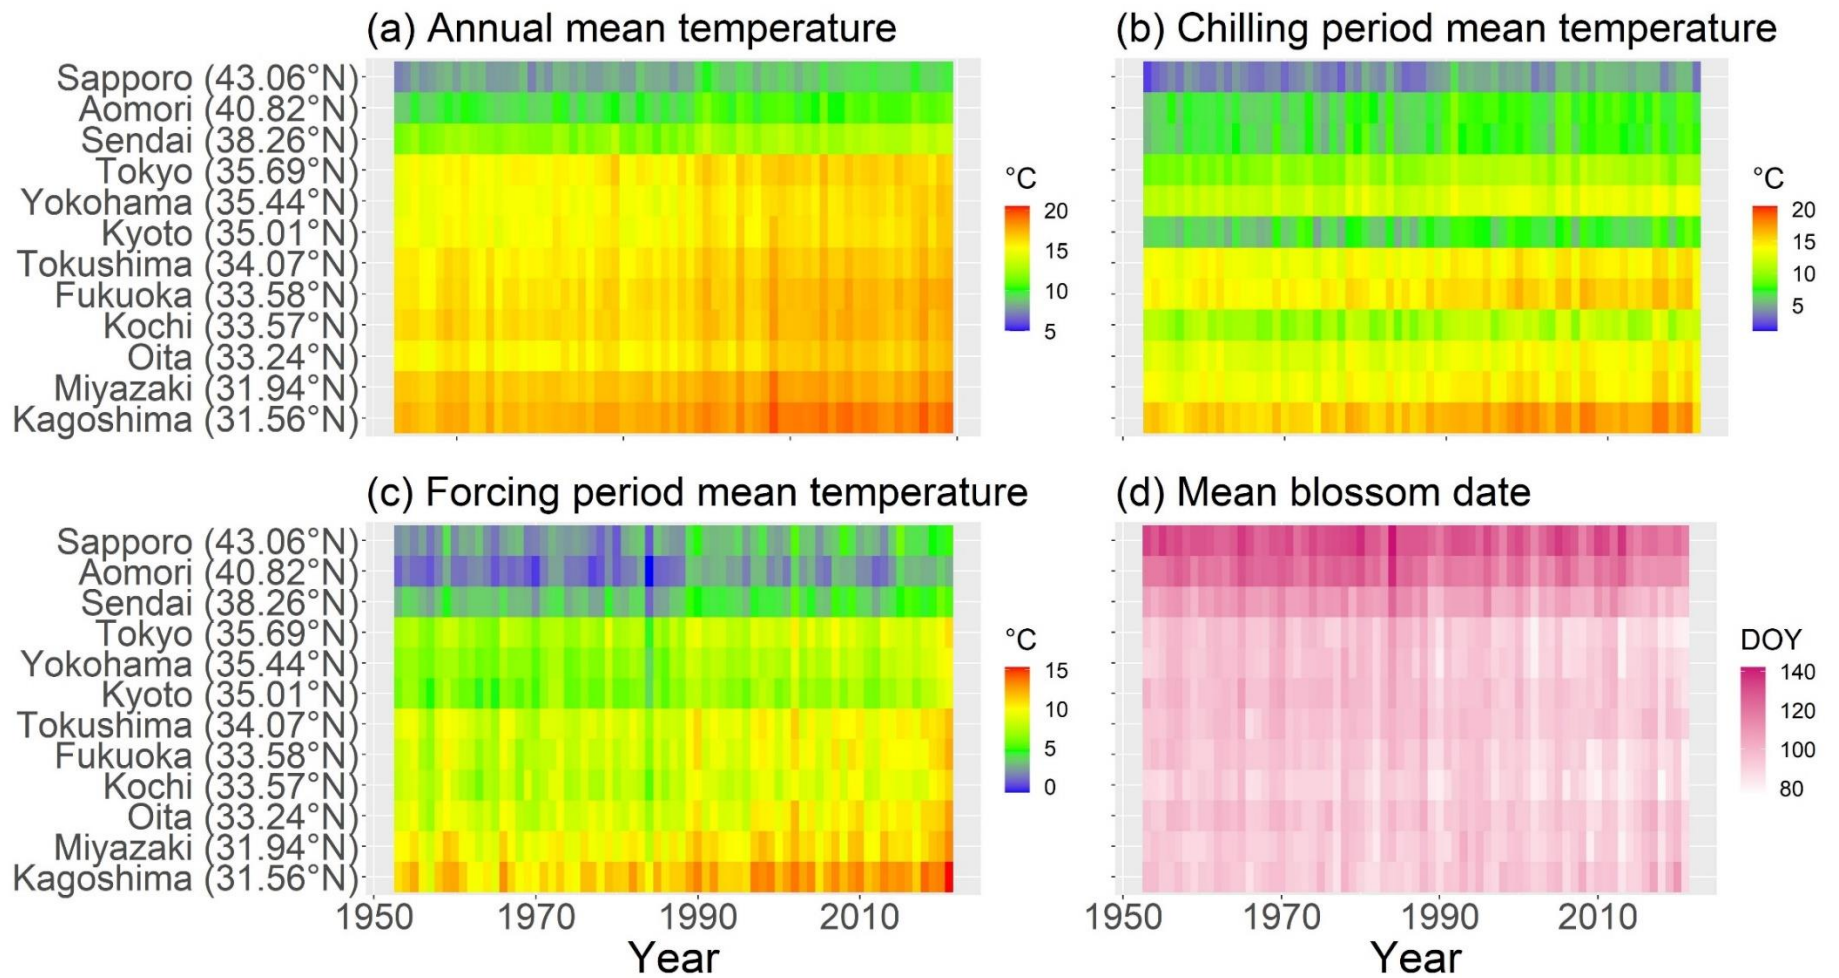 (a) Annual mean temperature
Sapporo (43.06°N)
Aomori (40.82°N)
Sendai (38.26°N)
Tokyo (35.69°N)
Yokohama (35.44°N)
Kyoto (35.01°N)
Tokushima (34.07°N)
Fukuoka (33.58°N)
Kochi (33.57°N)
Oita (33.24°N)
Miyazaki (31.94°N)
Kagoshima (31.56°N)
°C
20
15
10
5
(b) Chilling period mean temperature
°C
20
15
10
5
(c) Forcing period mean temperature
Sapporo (43.06°N)
Aomori (40.82°N)
Sendai (38.26°N)
Tokyo (35.69°N)
Yokohama (35.44°N)
Kyoto (35.01°N)
Tokushima (34.07°N)
Fukuoka (33.58°N)
Kochi (33.57°N)
Oita (33.24°N)
Miyazaki (31.94°N)
Kagoshima (31.56°N)
°C
15
10
5
0
1950 1970 1990 2010
Year
(d) Mean blossom date
DOY
140
120
100
80
1950 1970 1990 2010
Year